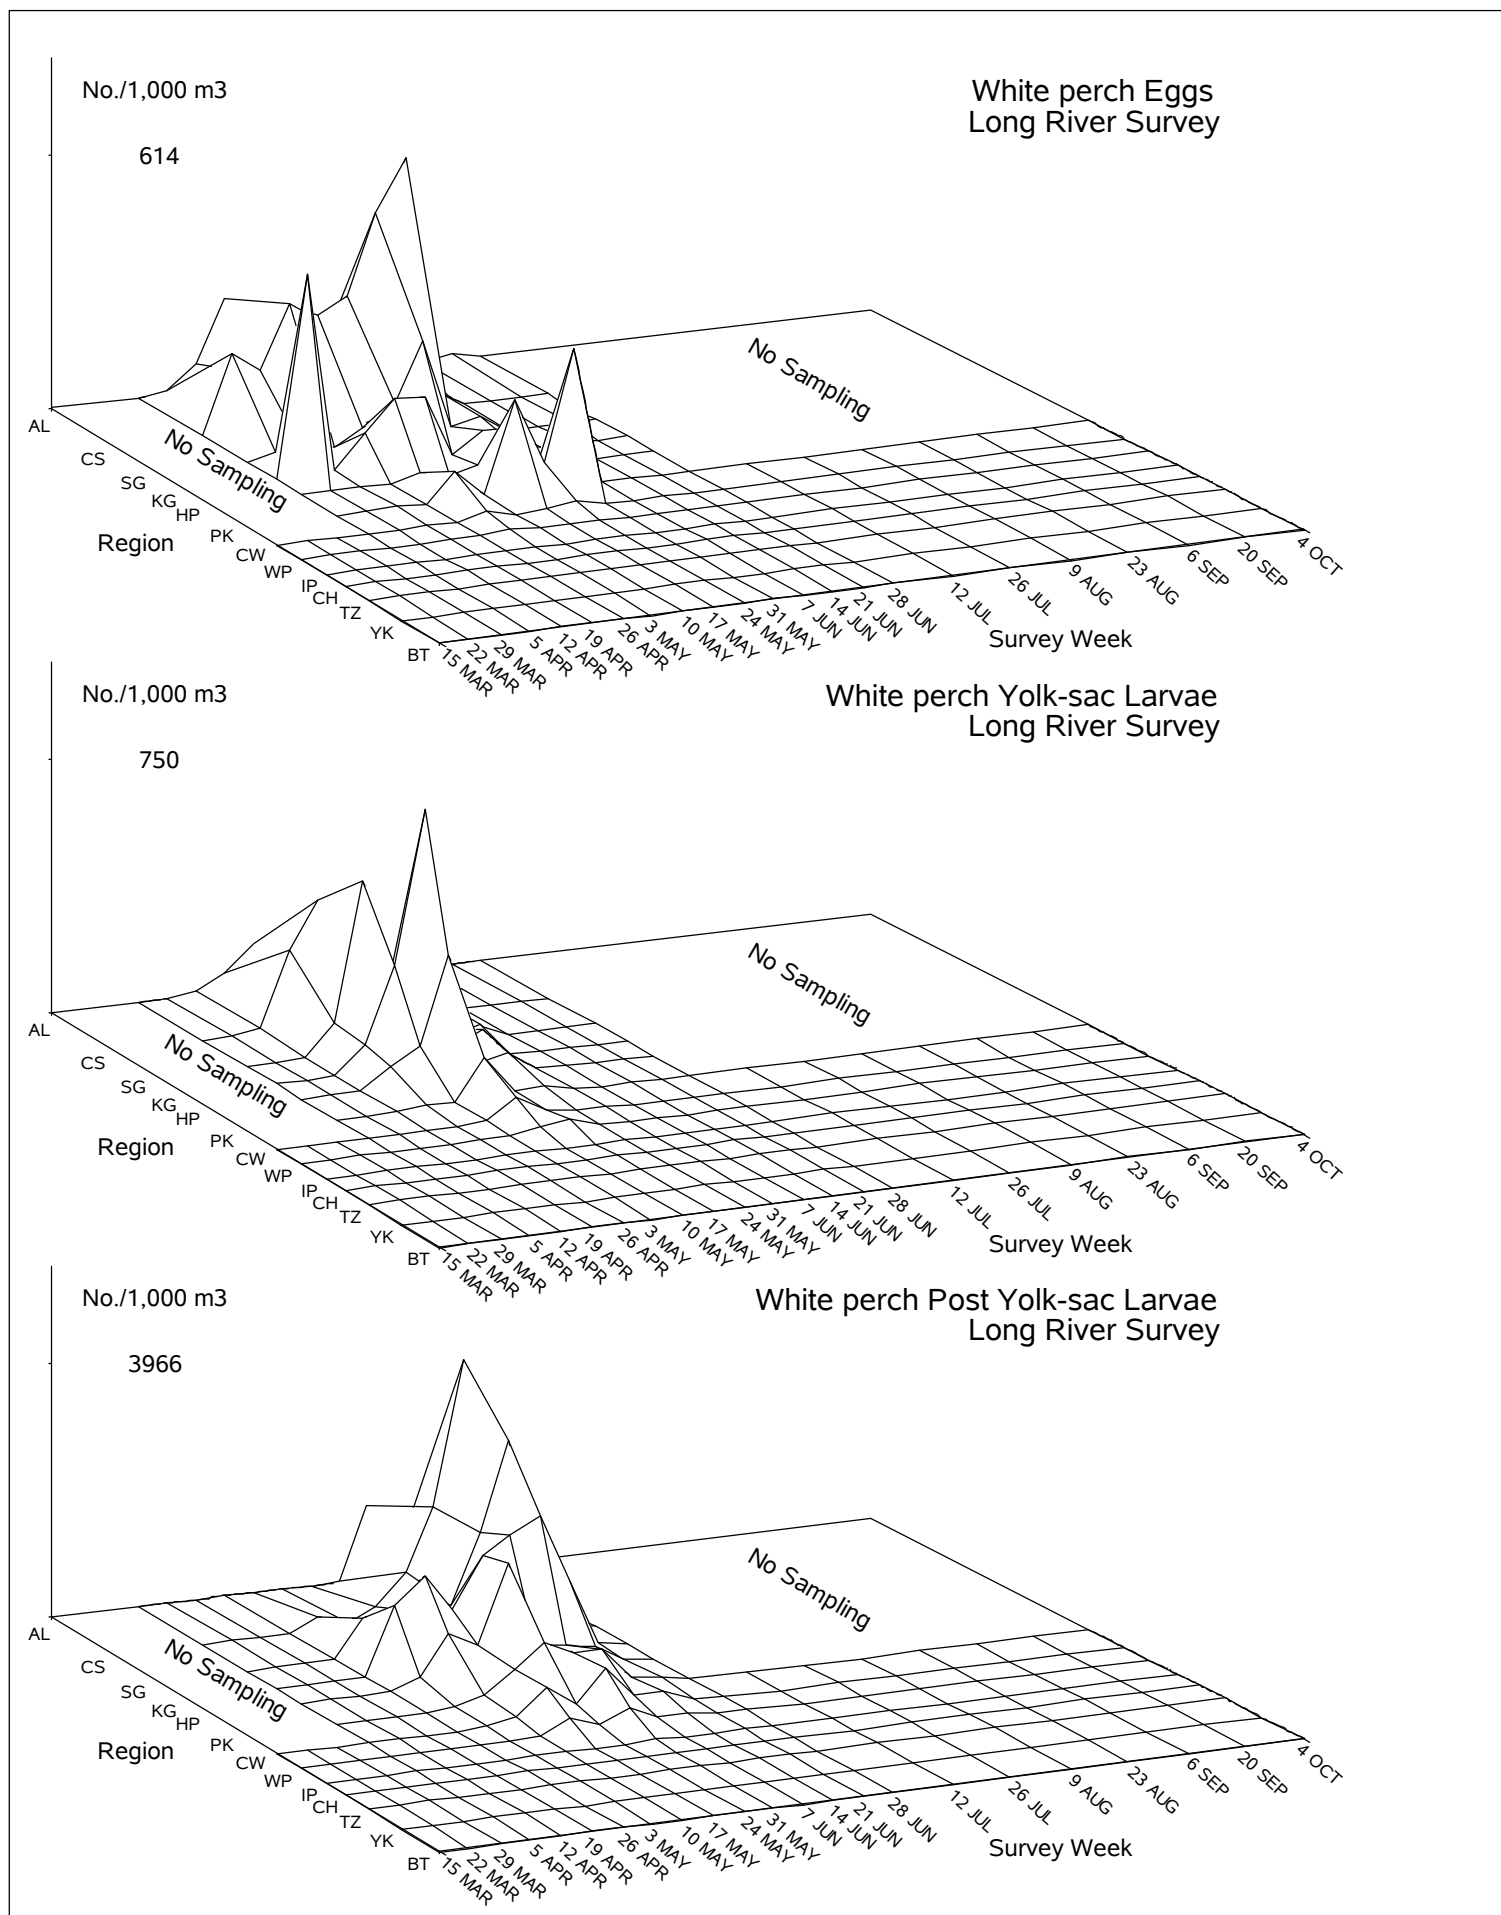 No./1,000 m3
White perch Eggs
Long River Survey
614
No Sampling
No Sampling
AL
CS
SG
KG
HP
PK
CW
WP
IP
CH
TZ
YK
BT
Region
15 MAR
22 MAR
29 MAR
5 APR
12 APR
19 APR
26 APR
3 MAY
10 MAY
17 MAY
24 MAY
31 MAY
7 JUN
14 JUN
21 JUN
28 JUN
12 JUL
26 JUL
9 AUG
23 AUG
6 SEP
20 SEP
4 OCT
Survey Week
No./1,000 m3
White perch Yolk-sac Larvae
Long River Survey
750
No Sampling
No Sampling
AL
CS
SG
KG
HP
PK
CW
WP
IP
CH
TZ
YK
BT
Region
15 MAR
22 MAR
29 MAR
5 APR
12 APR
19 APR
26 APR
3 MAY
10 MAY
17 MAY
24 MAY
31 MAY
7 JUN
14 JUN
21 JUN
28 JUN
12 JUL
26 JUL
9 AUG
23 AUG
6 SEP
20 SEP
4 OCT
Survey Week
No./1,000 m3
White perch Post Yolk-sac Larvae
Long River Survey
3966
No Sampling
No Sampling
AL
CS
SG
KG
HP
PK
CW
WP
IP
CH
TZ
YK
BT
Region
15 MAR
22 MAR
29 MAR
5 APR
12 APR
19 APR
26 APR
3 MAY
10 MAY
17 MAY
24 MAY
31 MAY
7 JUN
14 JUN
21 JUN
28 JUN
12 JUL
26 JUL
9 AUG
23 AUG
6 SEP
20 SEP
4 OCT
Survey Week